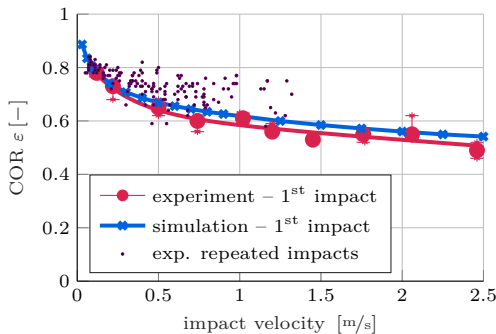 1
0.8
0.6
0.4
0.2
0
COR ε [−]
experiment – 1st impact
simulation – 1st impact
exp. repeated impacts
0 0.5 1 1.5 2 2.5
impact velocity [m/s]